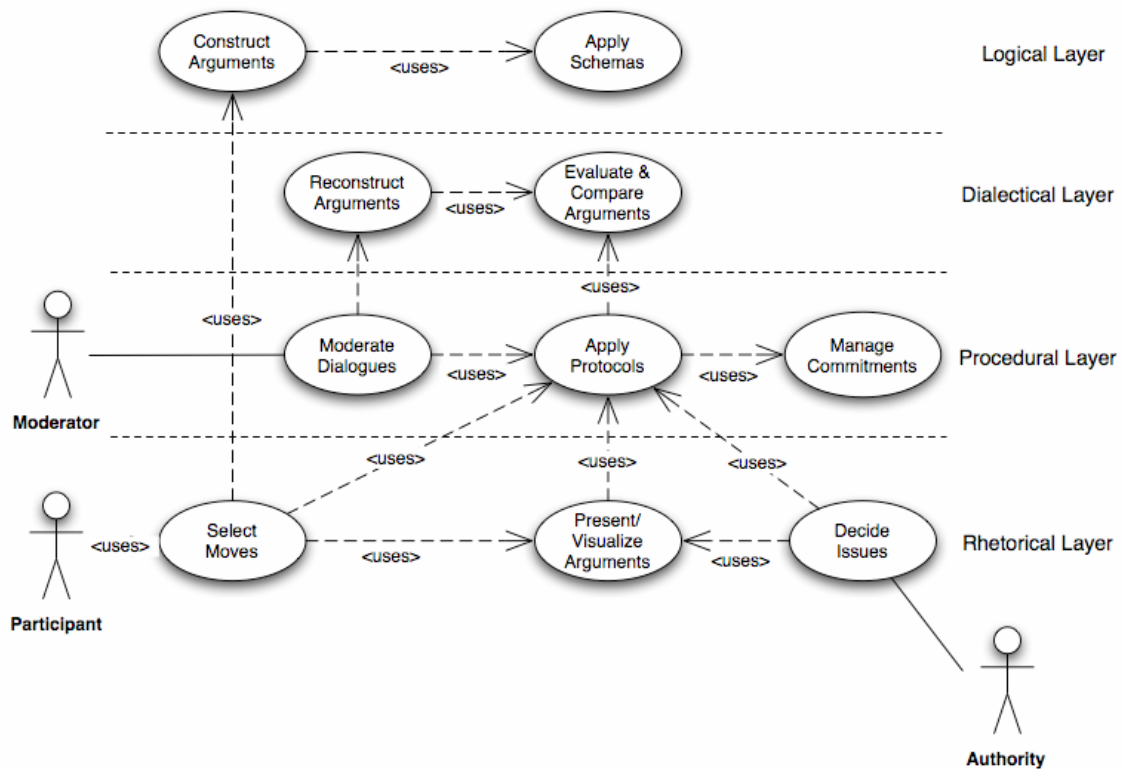 Construct
Arguments
<uses>
Apply
Schemas
Logical Layer
Reconstruct
Arguments
<uses>
Evaluate &
Compare
Arguments
Dialectical Layer
<uses>
<uses>
Moderator
Moderate
Dialogues
<uses>
Apply
Protocols
<uses>
Manage
Commitments
Procedural Layer
<uses>
<uses>
<uses>
Participant
<uses>
Select
Moves
<uses>
Present/
Visualize
Arguments
<uses>
Decide
Issues
Rhetorical Layer
Authority